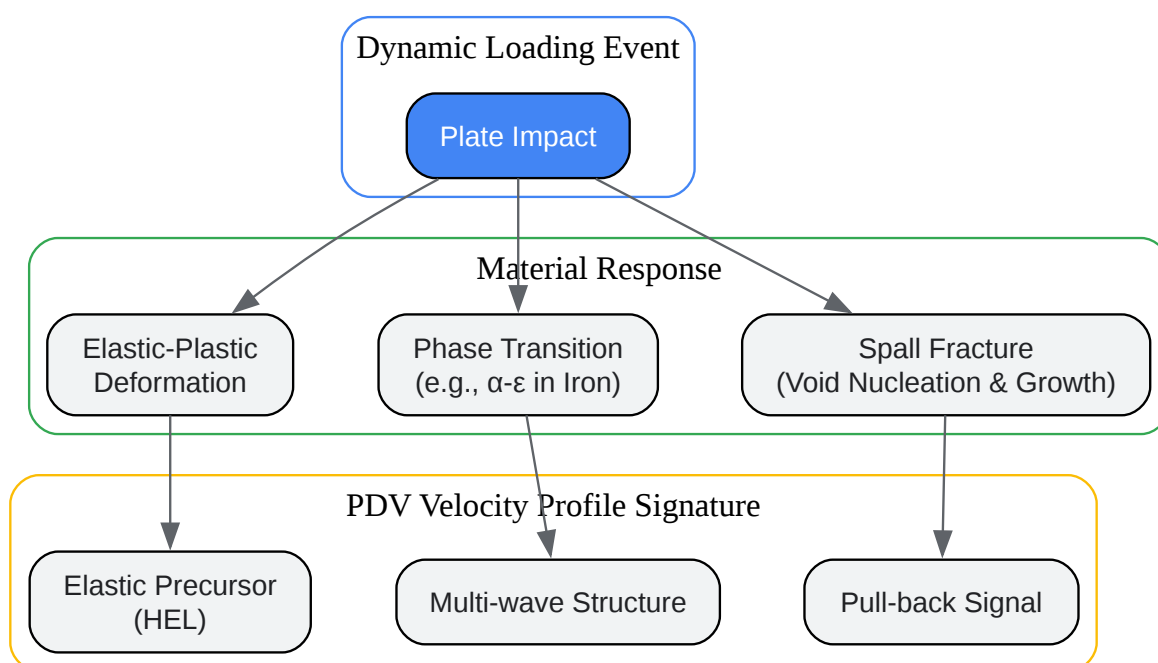 Dynamic Loading Event
Plate Impact
Material Response
Elastic-Plastic
Deformation
Phase Transition
(e.g., α-ε in Iron)
Spall Fracture
(Void Nucleation & Growth)
PDV Velocity Profile Signature
Elastic Precursor
(HEL)
Multi-wave Structure
Pull-back Signal